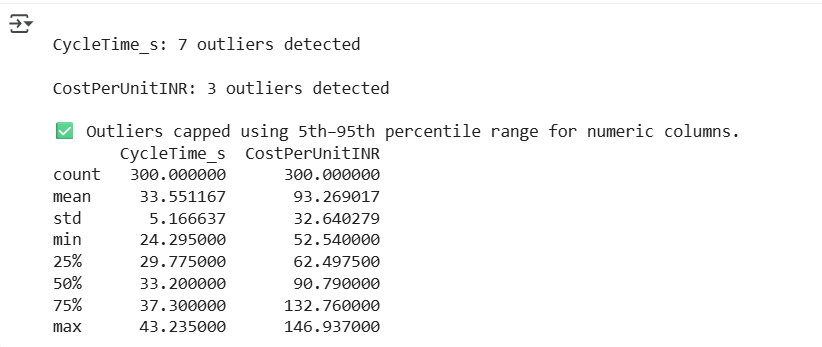 CycleTime_s: 7 outliers detected
CostPerUnitINR: 3 outliers detected
✅ Outliers capped using 5th–95th percentile range for numeric columns.
CycleTime_s CostPerUnitINR
count 300.000000 300.000000
mean 33.551167 93.269017
std 5.166637 32.640279
min 24.295000 52.540000
25% 29.775000 62.497500
50% 33.200000 90.790000
75% 37.300000 132.760000
max 43.235000 146.937000